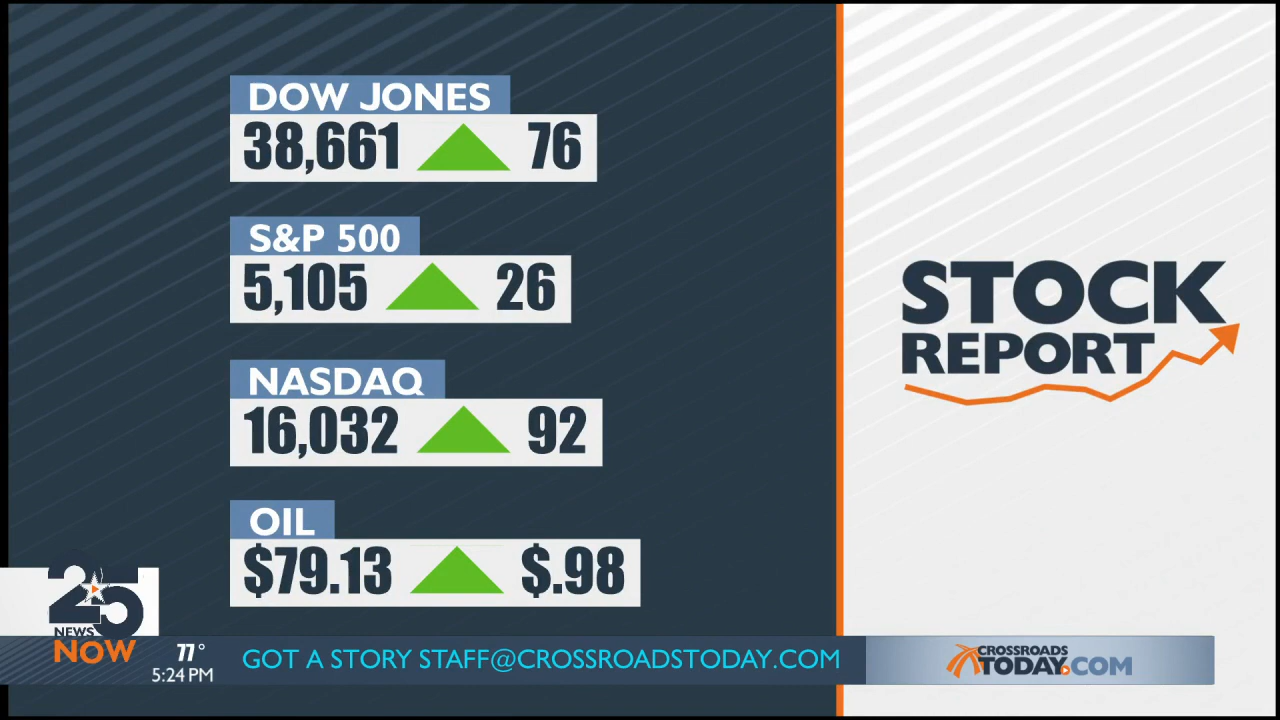 DOW JONES
38,661 76
S&P 500
5,105 26
NASDAQ
16,032 92
OIL
$79.13 $.98
STOCK
REPORT
25
NEWS
NOW
77°
5:24 PM
GOT A STORY STAFF@CROSSROADSTODAY.COM
CROSSROADS
TODAY.COM